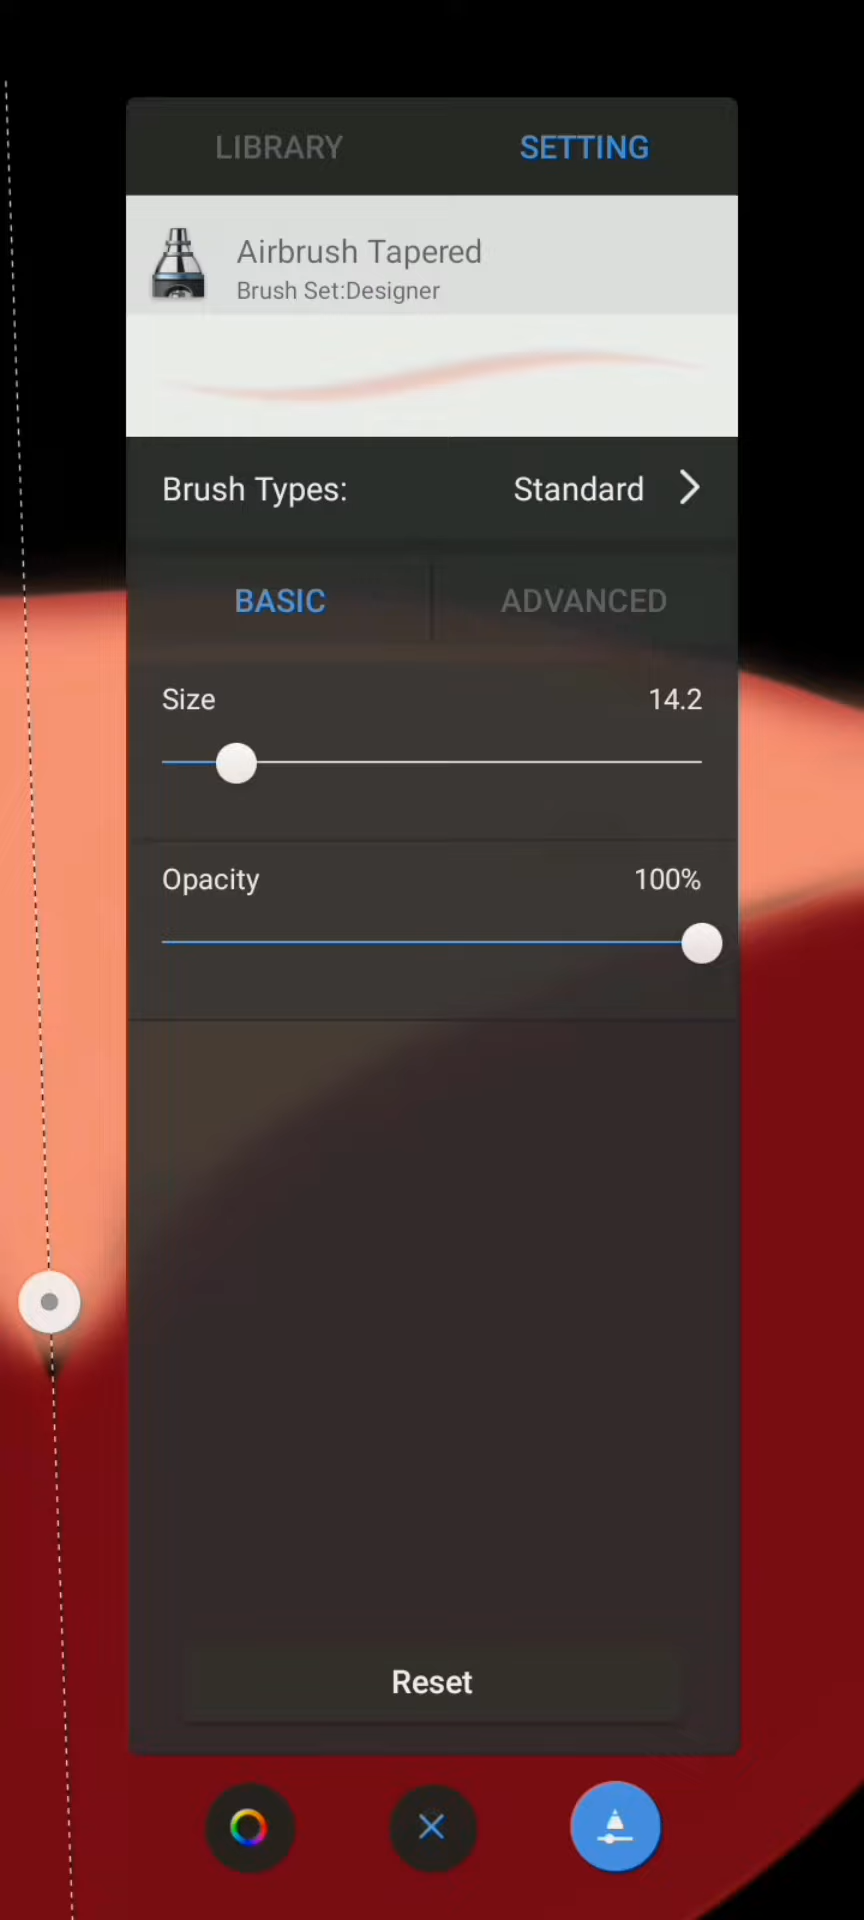 LIBRARY SETTING
Airbrush Tapered
Brush Set:Designer
Brush Types: Standard
BASIC ADVANCED
Size 14.2
Opacity 100%
Reset